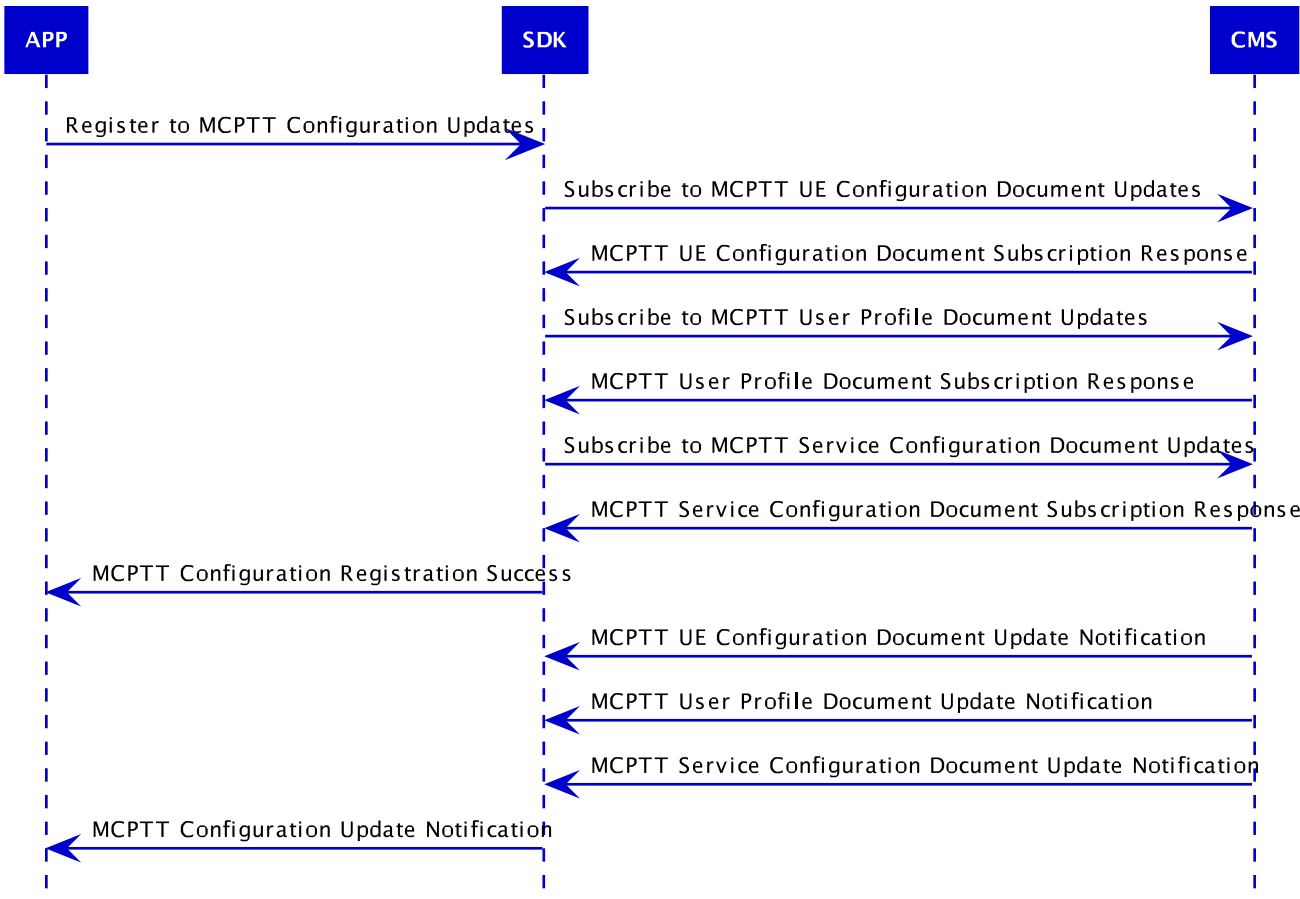 APP
SDK
CMS
Register to MCPTT Configuration Updates
Subscribe to MCPTT UE Configuration Document Updates
MCPTT UE Configuration Document Subscription Response
Subscribe to MCPTT User Profile Document Updates
MCPTT User Profile Document Subscription Response
Subscribe to MCPTT Service Configuration Document Updates
MCPTT Service Configuration Document Subscription Response
MCPTT Configuration Registration Success
MCPTT UE Configuration Document Update Notification
MCPTT User Profile Document Update Notification
MCPTT Service Configuration Document Update Notification
MCPTT Configuration Update Notification